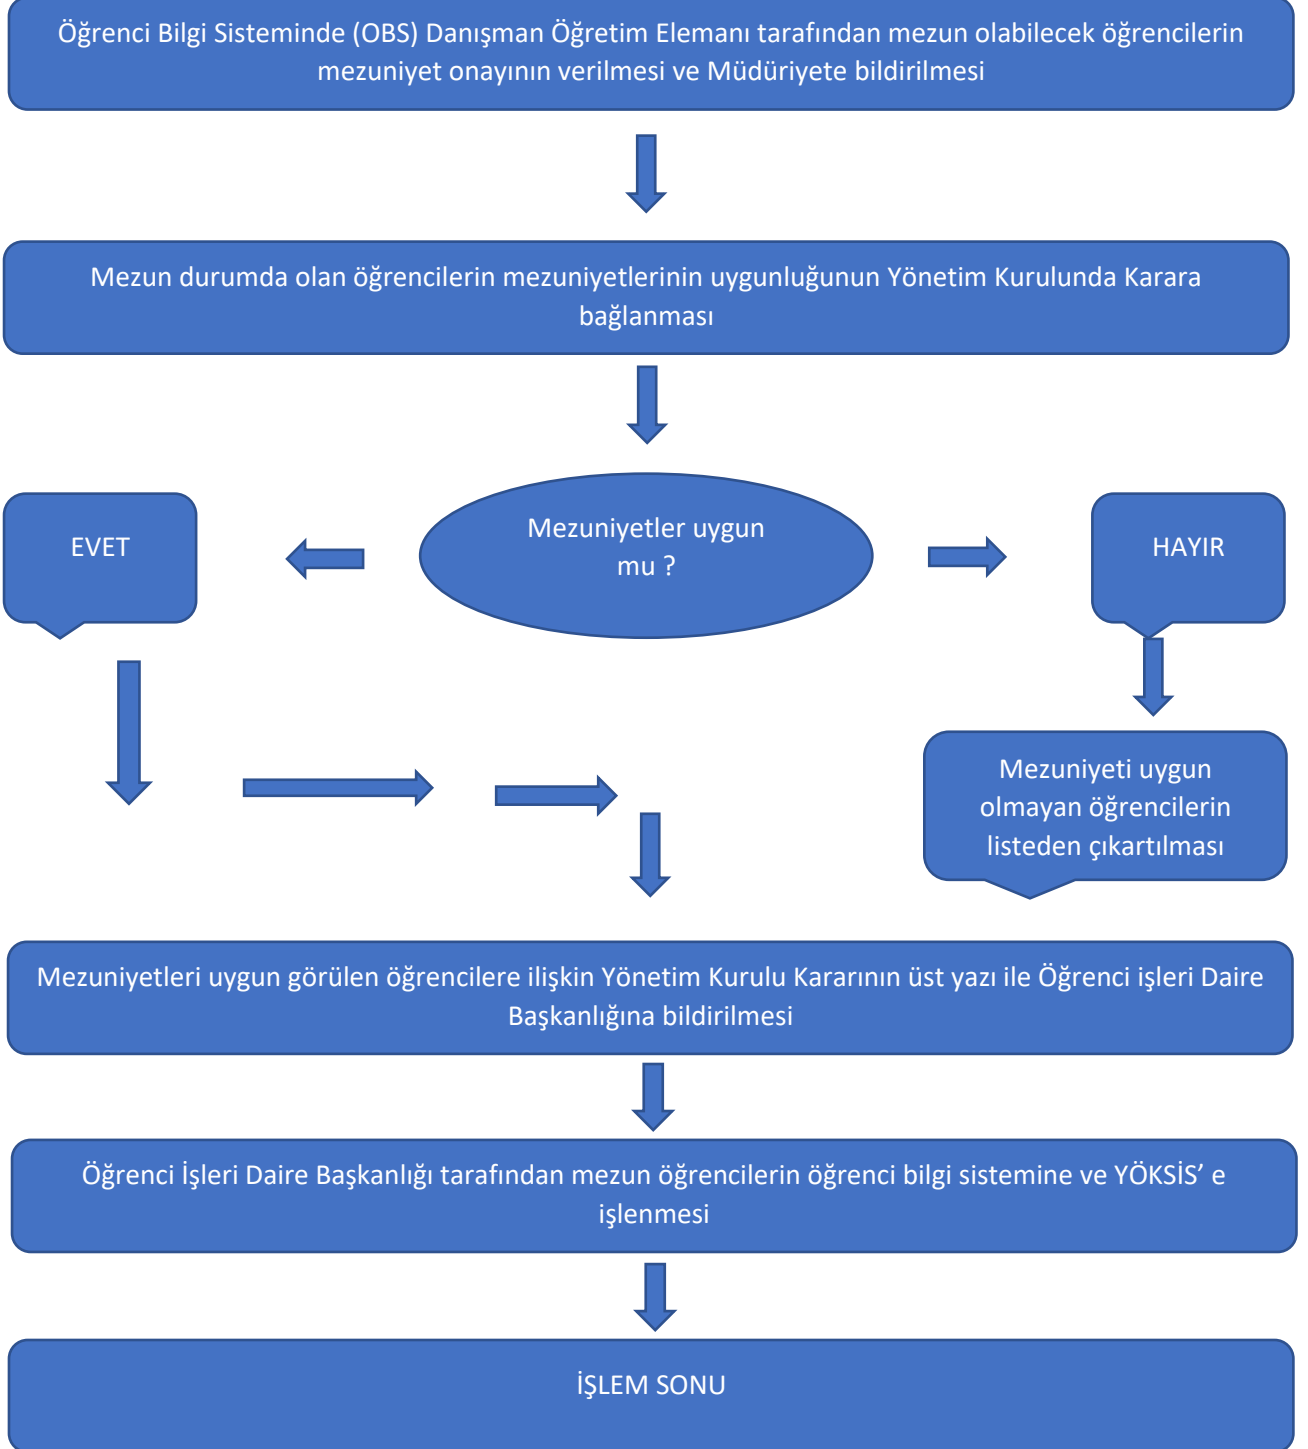 Öğrenci Bilgi Sisteminde (OBS) Danışman Öğretim Elemanı tarafından mezun olabilecek öğrencilerin
mezuniyet onayının verilmesi ve Müdüriyete bildirilmesi
Mezun durumda olan öğrencilerin mezuniyetlerinin uygunluğunun Yönetim Kurulunda Karara
bağlanması
EVET
Mezuniyetler uygun
mu ?
HAYIR
Mezuniyeti uygun
olmayan öğrencilerin
listeden çıkartılması
Mezuniyetleri uygun görülen öğrencilere ilişkin Yönetim Kurulu Kararının üst yazı ile Öğrenci işleri Daire
Başkanlığına bildirilmesi
Öğrenci İşleri Daire Başkanlığı tarafından mezun öğrencilerin öğrenci bilgi sistemine ve YÖKSİS’ e
işlenmesi
İŞLEM SONU